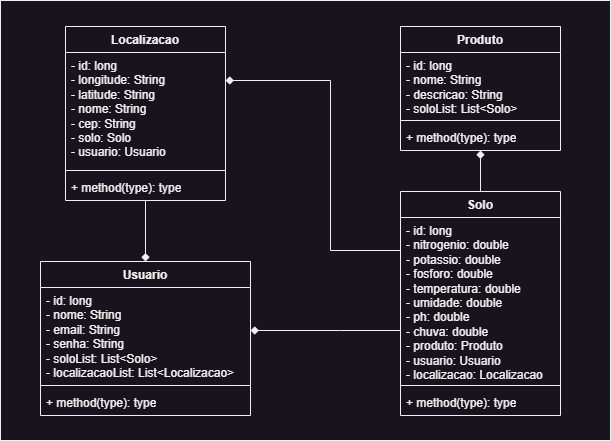 Localizacao
- id: long
- longitude: String
- latitude: String
- nome: String
- cep: String
- solo: Solo
- usuario: Usuario
+ method(type): type
Produto
- id: long
- nome: String
- descricao: String
- soloList: List<Solo>
+ method(type): type
Usuario
- id: long
- nome: String
- email: String
- senha: String
- soloList: List<Solo>
- localizacaoList: List<Localizacao>
+ method(type): type
Solo
- id: long
- nitrogenio: double
- potassio: double
- fosforo: double
- temperatura: double
- umidade: double
- ph: double
- chuva: double
- produto: Produto
- usuario: Usuario
- localizacao: Localizacao
+ method(type): type